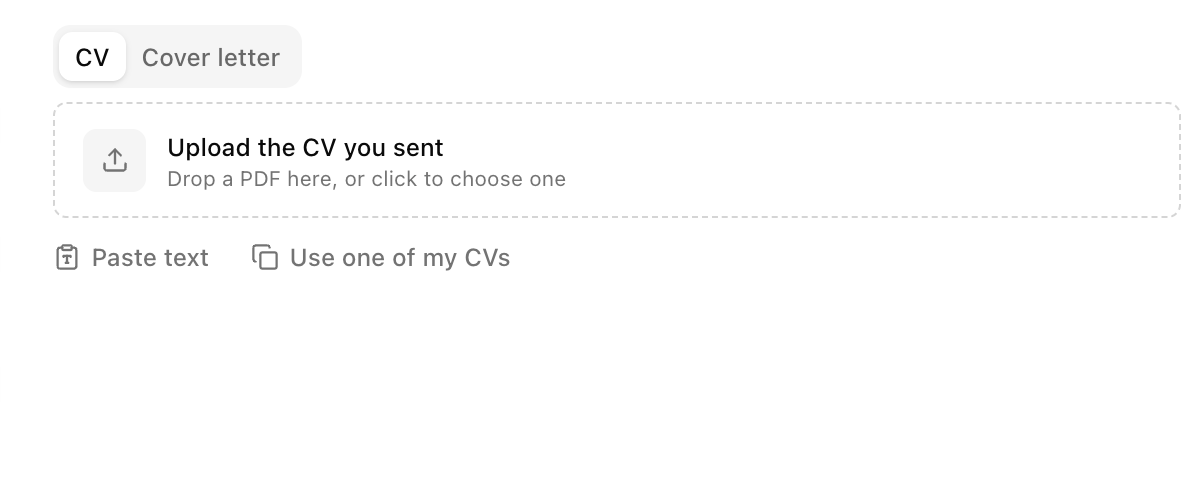 CV Cover letter
Upload the CV you sent
Drop a PDF here, or click to choose one
Paste text Use one of my CVs